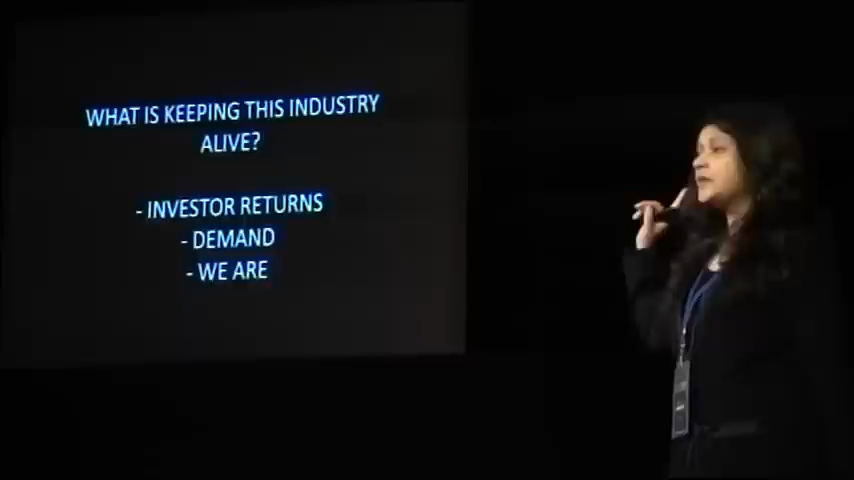 WHAT IS KEEPING THIS INDUSTRY
ALIVE?
- INVESTOR RETURNS
- DEMAND
- WE ARE